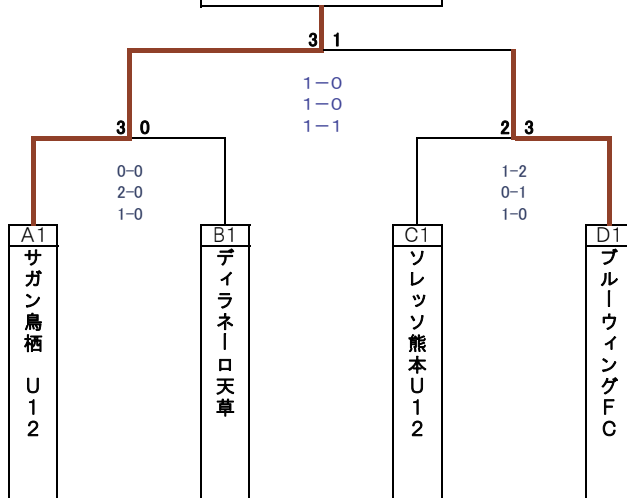 3 1
1-0
1-0
1-1
3 0
2 3
0-0
2-0
1-0
1-2
0-1
1-0
A1
B1
C1
D1
サガン鳥栖 U12
ディラネーロ天草
ソレッソ熊本U12
ブルーウィングFC